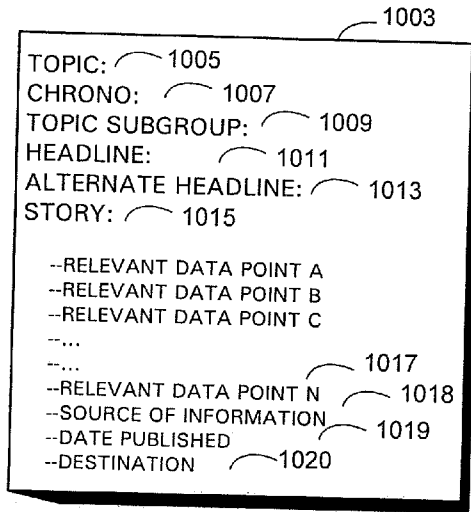 1003
TOPIC: 1005
CHRONO: 1007
TOPIC SUBGROUP: 1009
HEADLINE: 1011
ALTERNATE HEADLINE: 1013
STORY: 1015
--RELEVANT DATA POINT A
--RELEVANT DATA POINT B
--RELEVANT DATA POINT C
--...
--...
--RELEVANT DATA POINT N 1017
--SOURCE OF INFORMATION 1018
--DATE PUBLISHED 1019
--DESTINATION 1020